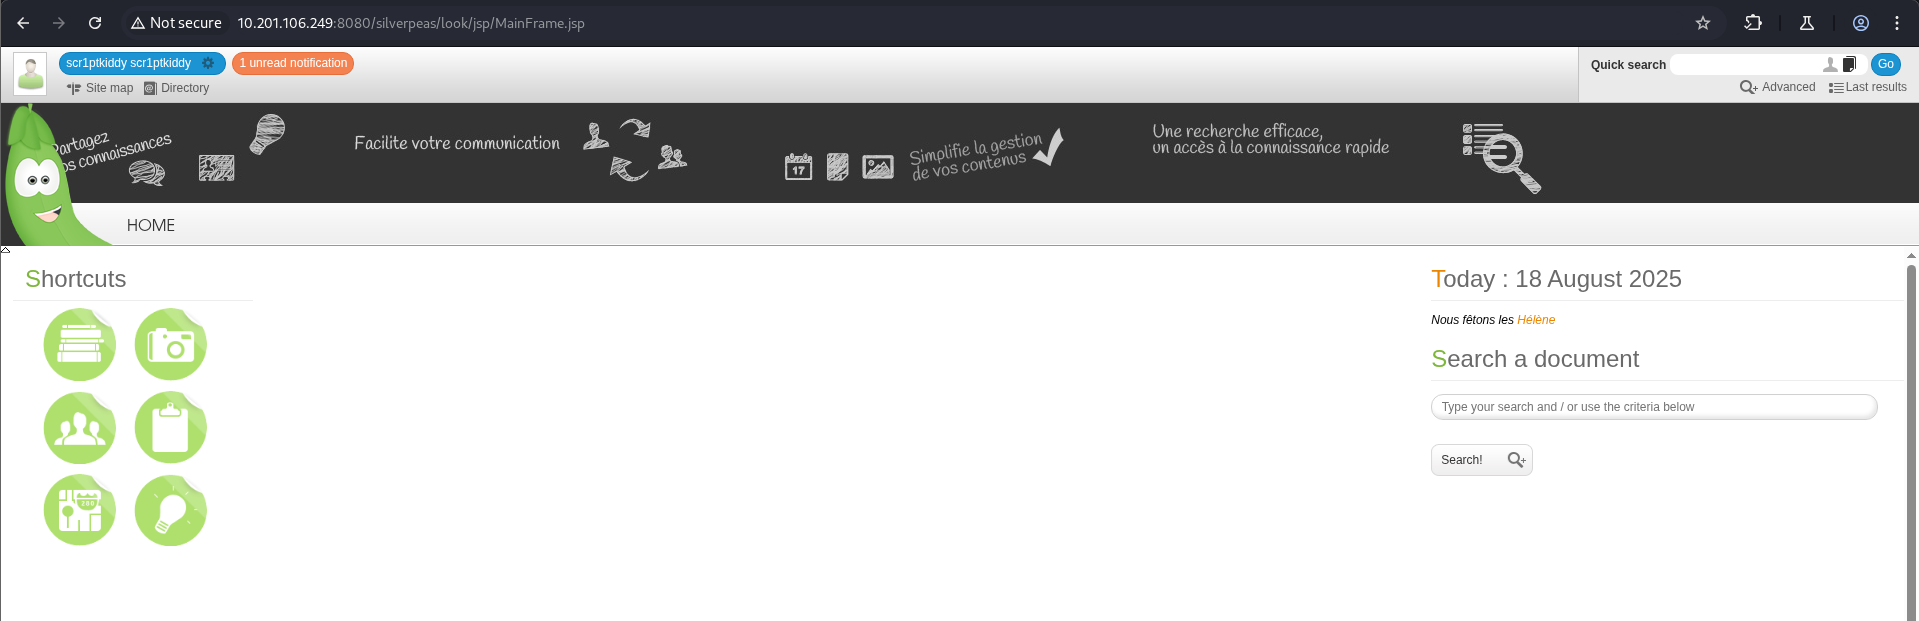 Not secure
10.201.106.249:8080/silverpeas/look/jsp/MainFrame.jsp
scr1ptkiddy scr1ptkiddy
1 unread notification
Site map
Directory
Quick search
Go
Advanced
Last results
Partagez
vos connaissances
Facilite votre communication
17
Simplifie la gestion
de vos contenus
Une recherche efficace,
un accès à la connaissance rapide
HOME
Shortcuts
Today : 18 August 2025
Nous fêtons les Hélène
Search a document
Type your search and / or use the criteria below
Search!